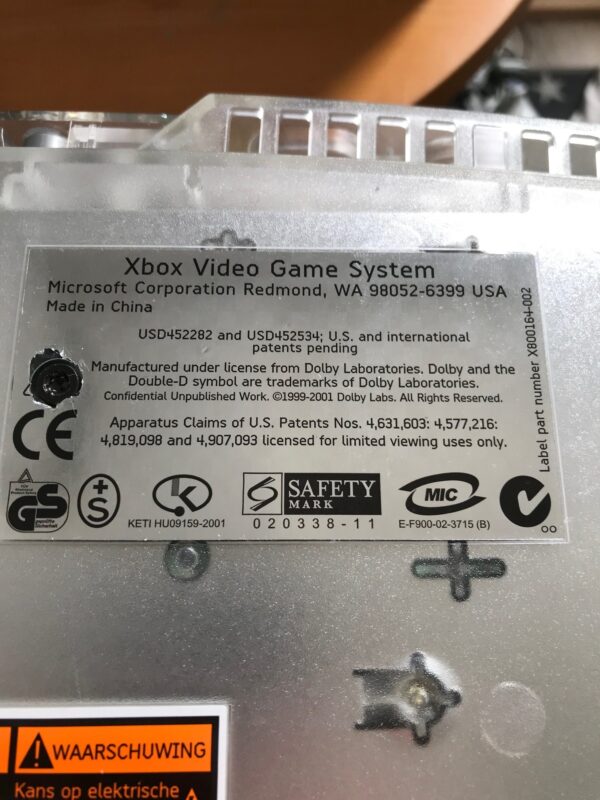 Xbox Video Game System
Microsoft Corporation Redmond, WA 98052-6399 USA
Made in China
USD452282 and USD452534; U.S. and international
patents pending
Manufactured under license from Dolby Laboratories. Dolby and the
Double-D symbol are trademarks of Dolby Laboratories.
Confidential Unpublished Work. ©1999-2001 Dolby Labs. All Rights Reserved.
Apparatus Claims of U.S. Patents Nos. 4,631,603: 4,577,216:
4,819,098 and 4,907,093 licensed for limited viewing uses only.
Label part number X800164-002
CE
GS
geprüfte
Sicherheit
S
K
KETI HU09159-2001
S SAFETY
MARK
020338-11
MIC
E-F900-02-3715 (B)
OO
WAARSCHUWING
Kans op elektrische